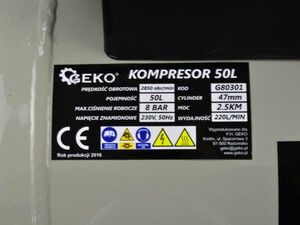 GEKO KOMPRESOR 50L
PRĘDKOŚĆ OBROTOWA 2850 obr/min KOD G80301
POJEMNOŚĆ 50L CYLINDER 47mm
MAX.CIŚNIENIE ROBOCZE 8 BAR MOC 2.5KM
NAPIĘCIE ZNAMIONOWE 230V, 50Hz WYDAJNOŚĆ 220L/MIN
CE
Wyprodukowano dla
F.H. GEKO
Kietlin, ul. Spacerowa 3
97-500 Radomsko
geko@geko.pl
www.geko.pl
Rok produkcji 2016